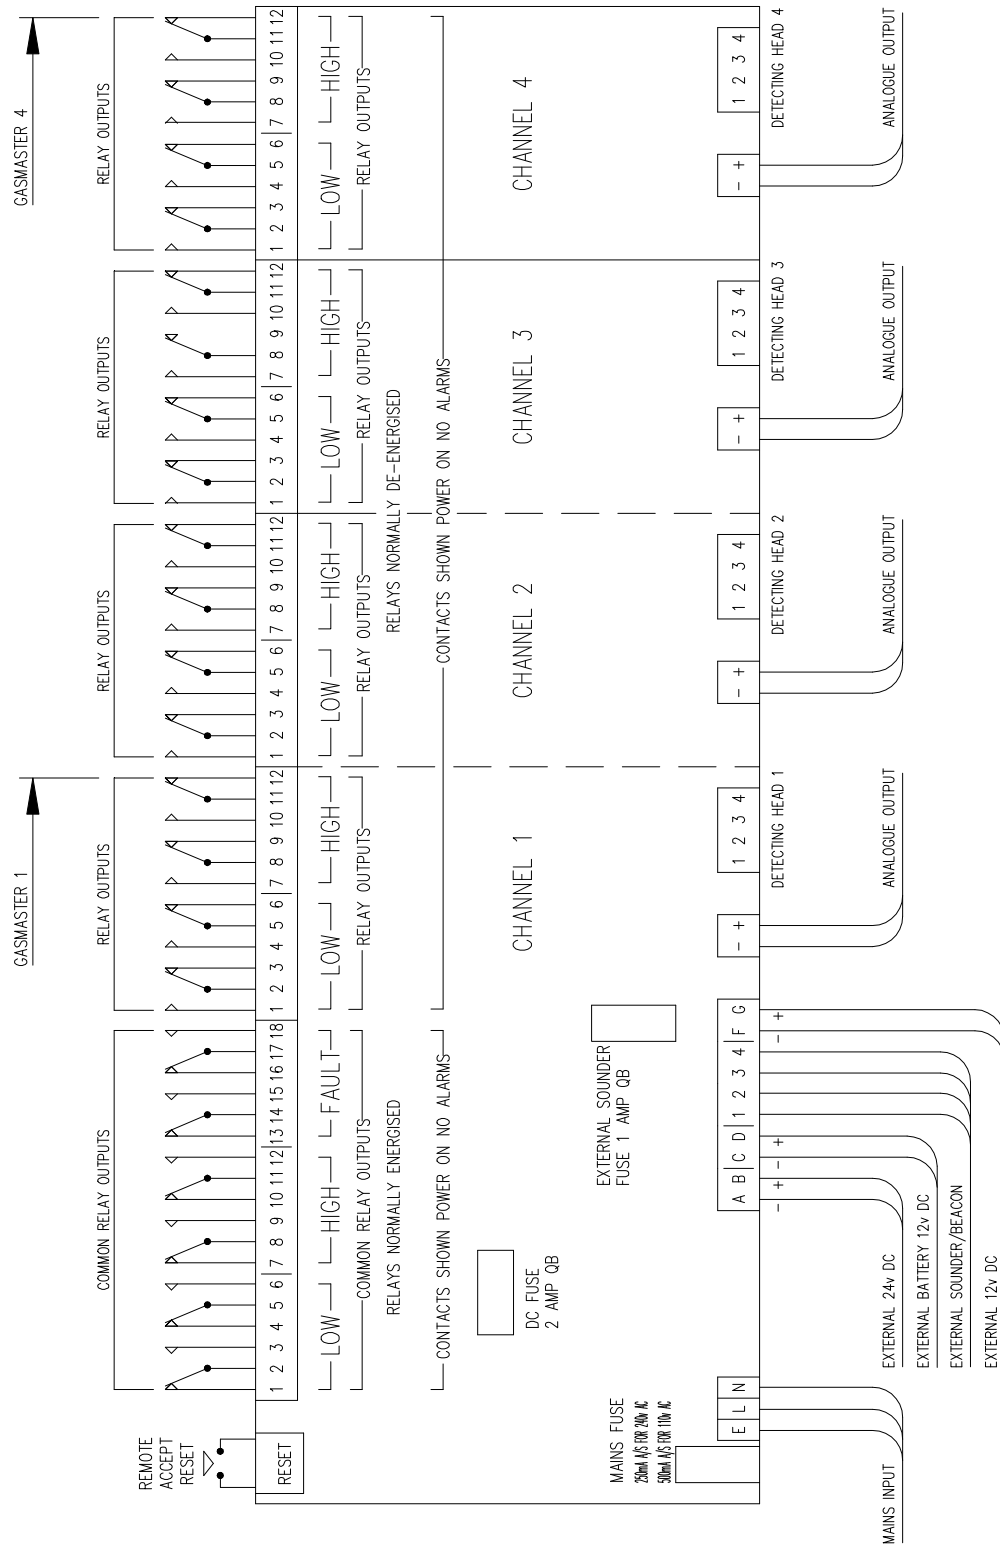 GASMASTER 1
GASMASTER 4
COMMON RELAY OUTPUTS
RELAY OUTPUTS
RELAY OUTPUTS
RELAY OUTPUTS
RELAY OUTPUTS
REMOTE
ACCEPT
RESET
RESET
1 2 3 4 5 6 7 8 9 10 11 12 13 14 15 16 17 18
1 2 3 4 5 6 7 8 9 10 11 12
1 2 3 4 5 6 7 8 9 10 11 12
1 2 3 4 5 6 7 8 9 10 11 12
1 2 3 4 5 6 7 8 9 10 11 12
LOW HIGH FAULT
LOW HIGH
LOW HIGH
LOW HIGH
LOW HIGH
COMMON RELAY OUTPUTS
RELAY OUTPUTS
RELAY OUTPUTS
RELAY OUTPUTS
RELAY OUTPUTS
RELAYS NORMALLY ENERGISED
RELAYS NORMALLY DE-ENERGISED
CONTACTS SHOWN POWER ON NO ALARMS
CONTACTS SHOWN POWER ON NO ALARMS
CHANNEL 1
CHANNEL 2
CHANNEL 3
CHANNEL 4
DC FUSE
2 AMP QB
EXTERNAL SOUNDER
FUSE 1 AMP QB
MAINS FUSE
250mA A/S FOR 240v AC
500mA A/S FOR 110v AC
E L N
A B C D 1 2 3 4 F G
- + - + - +
- +
1 2 3 4
- +
1 2 3 4
- +
1 2 3 4
- +
1 2 3 4
DETECTING HEAD 1
DETECTING HEAD 2
DETECTING HEAD 3
DETECTING HEAD 4
MAINS INPUT
EXTERNAL 24v DC
EXTERNAL BATTERY 12v DC
EXTERNAL SOUNDER/BEACON
EXTERNAL 12v DC
ANALOGUE OUTPUT
ANALOGUE OUTPUT
ANALOGUE OUTPUT
ANALOGUE OUTPUT